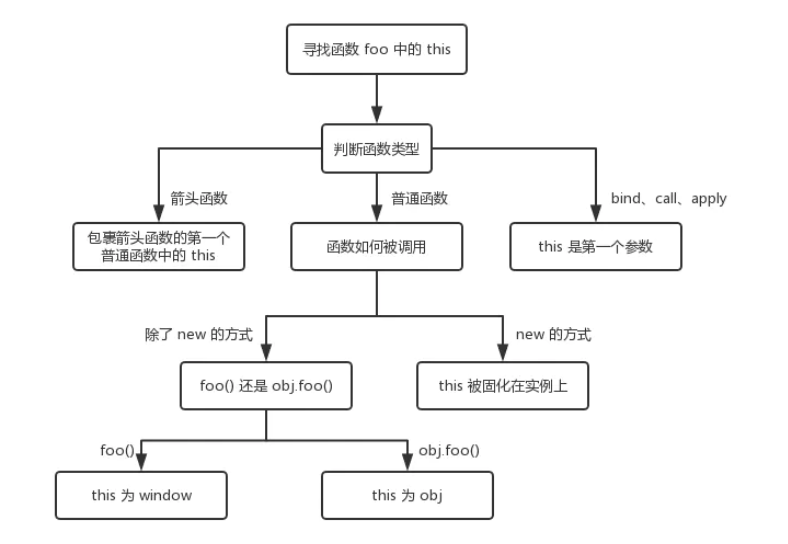 寻找函数 foo 中的 this
判断函数类型
箭头函数
普通函数
bind、call、apply
包裹箭头函数的第一个
普通函数中的 this
函数如何被调用
this 是第一个参数
除了 new 的方式
new 的方式
foo() 还是 obj.foo()
this 被固化在实例上
foo()
obj.foo()
this 为 window
this 为 obj